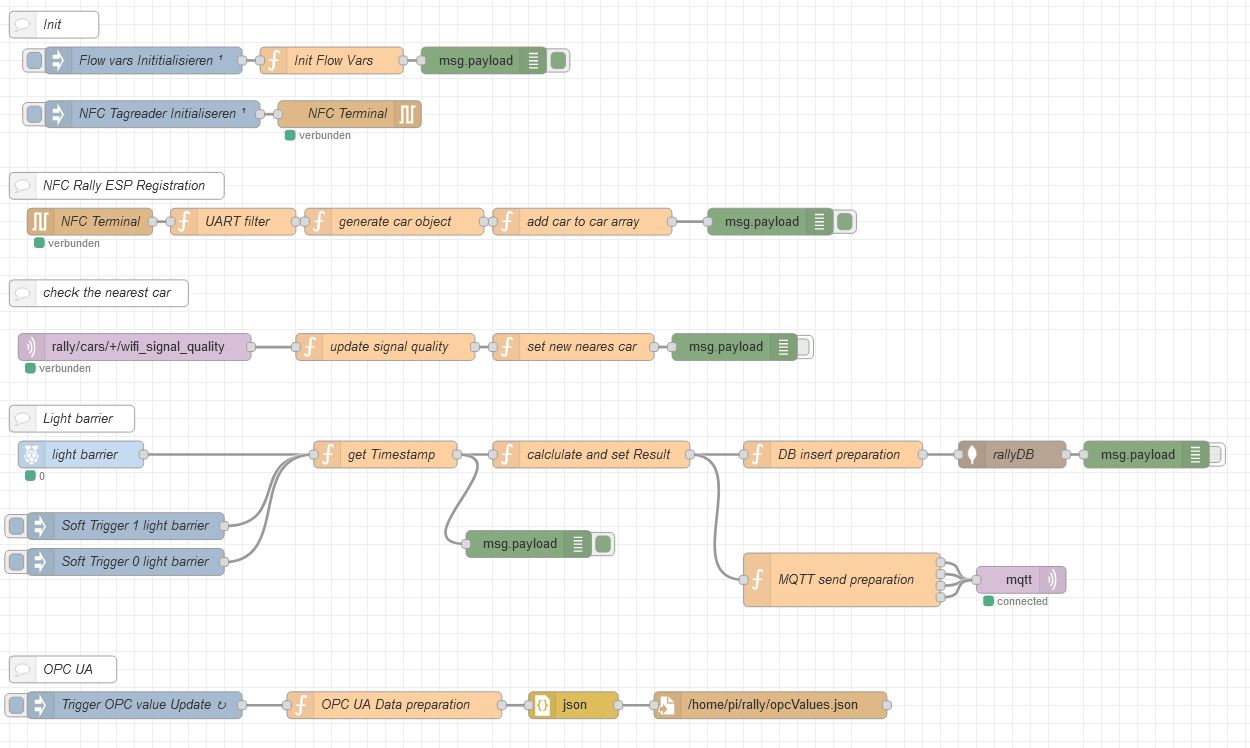 Init
Flow vars Inititialisieren ¹
Init Flow Vars
msg.payload
NFC Tagreader Initialiseren ¹
NFC Terminal
verbunden
NFC Rally ESP Registration
NFC Terminal
UART filter
generate car object
add car to car array
msg.payload
verbunden
check the nearest car
rally/cars/+/wifi_signal_quality
update signal quality
set new neares car
msg.payload
verbunden
Light barrier
light barrier
get Timestamp
calclulate and set Result
DB insert preparation
rallyDB
msg.payload
0
Soft Trigger 1 light barrier
msg.payload
Soft Trigger 0 light barrier
MQTT send preparation
mqtt
connected
OPC UA
Trigger OPC value Update ↻
OPC UA Data preparation
json
/home/pi/rally/opcValues.json